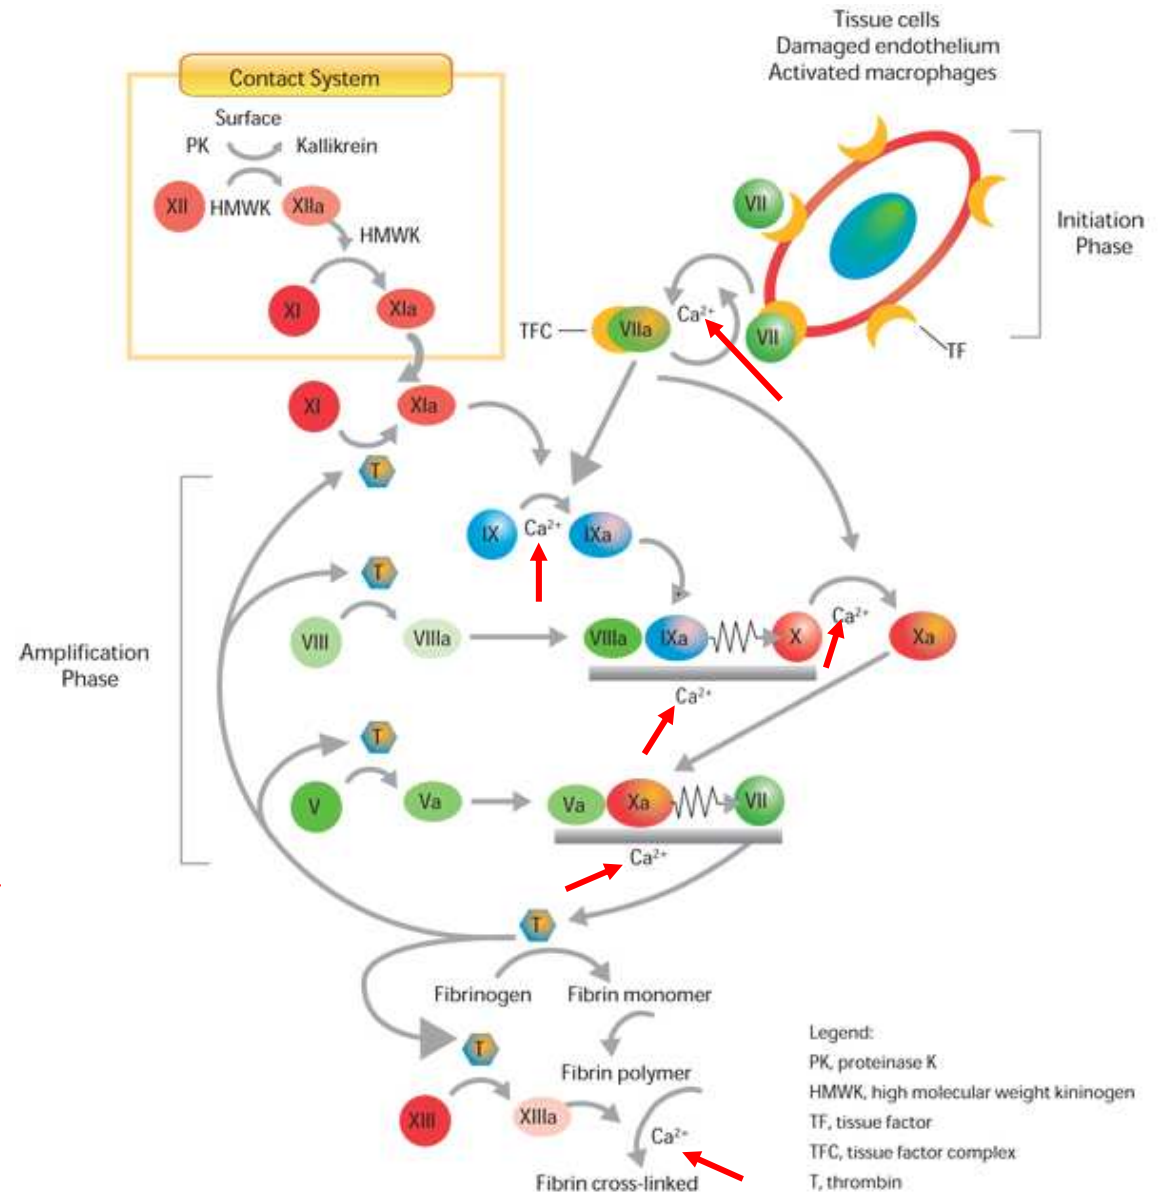 Tissue cells
Damaged endothelium
Activated macrophages
Contact System
Surface
PK Kallikrein
XII HMWK XIIa
HMWK
XI XIa
VII
Initiation
Phase
TFC VIIa Ca²⁺ VII
TF
XI XIa
T
IX Ca²⁺ IXa
T
VIII VIIIa VIIIa IXa X Ca²⁺ Xa
Ca²⁺
Amplification
Phase
T
V Va Va Xa VII
Ca²⁺
T
Fibrinogen Fibrin monomer
T
Fibrin polymer
XIII XIIIa
Ca²⁺
Fibrin cross-linked
Legend:
PK, proteinase K
HMWK, high molecular weight kininogen
TF, tissue factor
TFC, tissue factor complex
T, thrombin